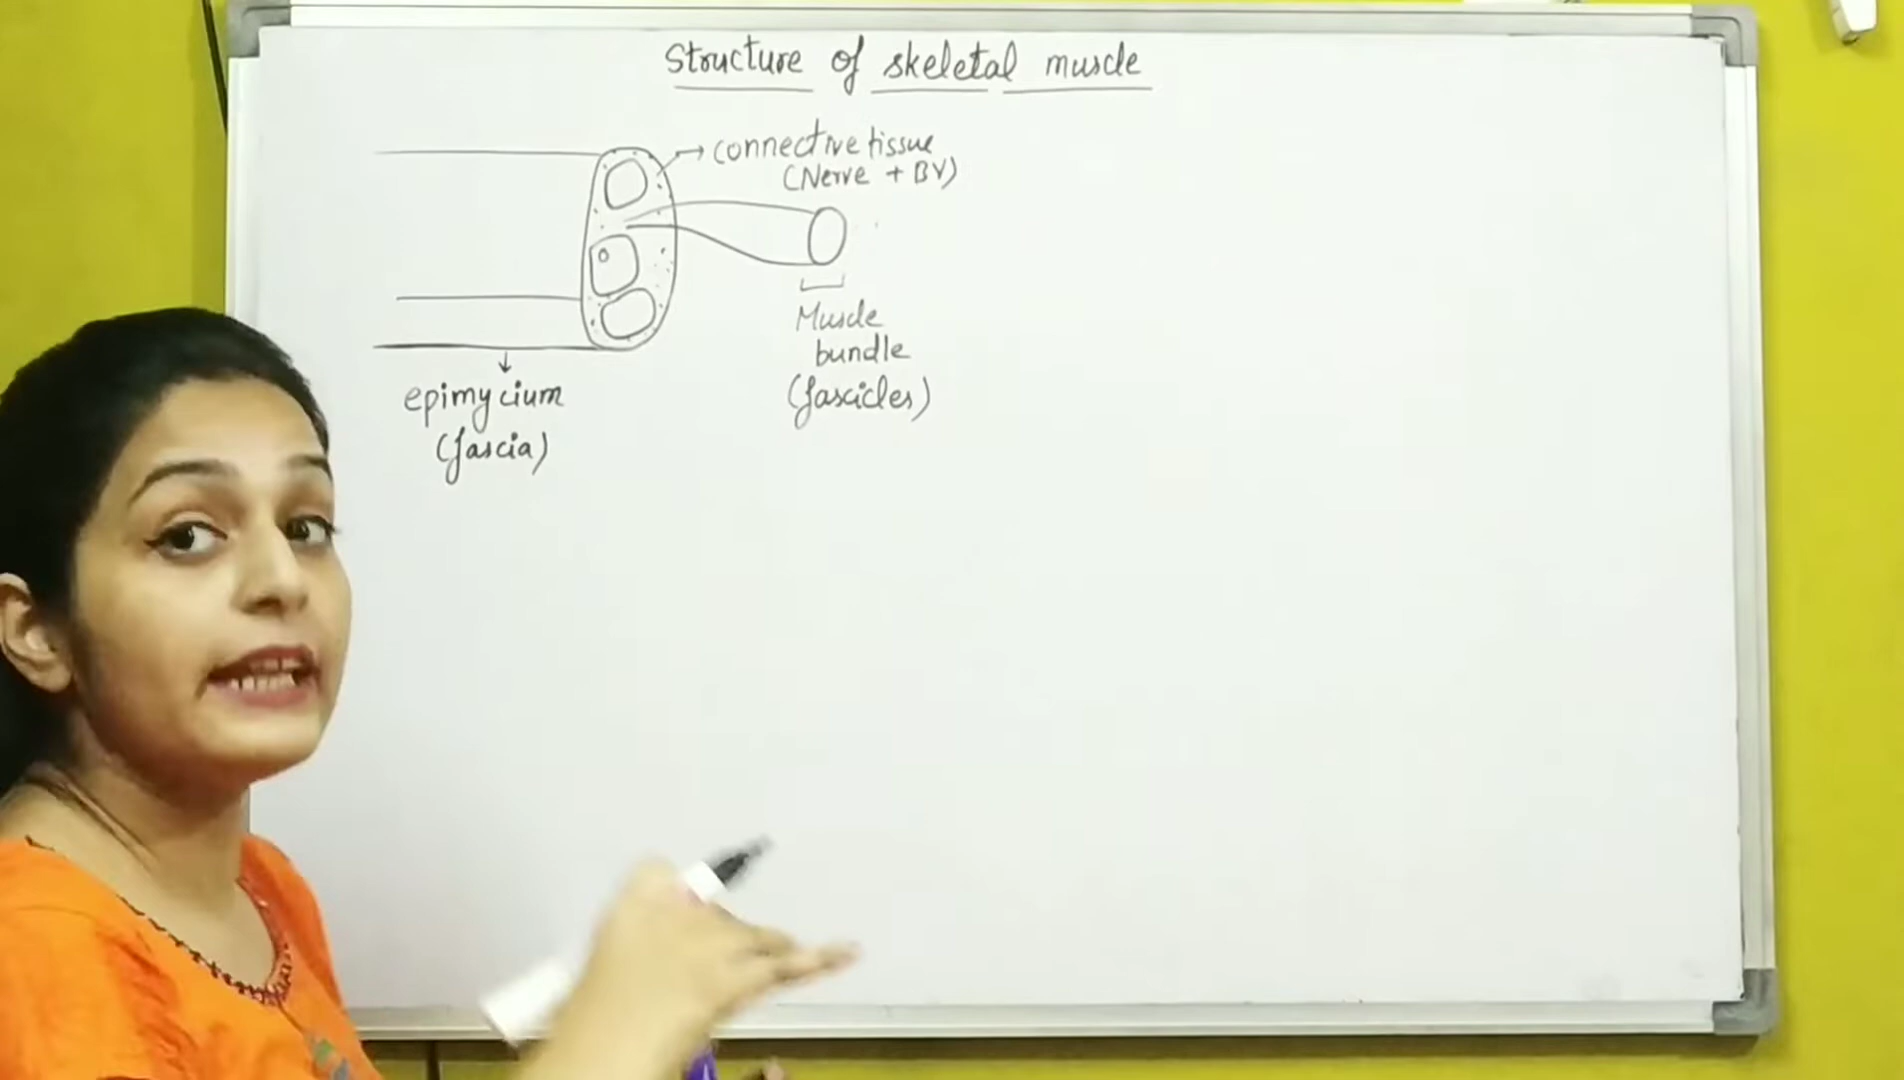 Structure of skeletal muscle
connective tissue
(Nerve + BV)
Muscle
bundle
(fascicles)
epimycium
(fascia)